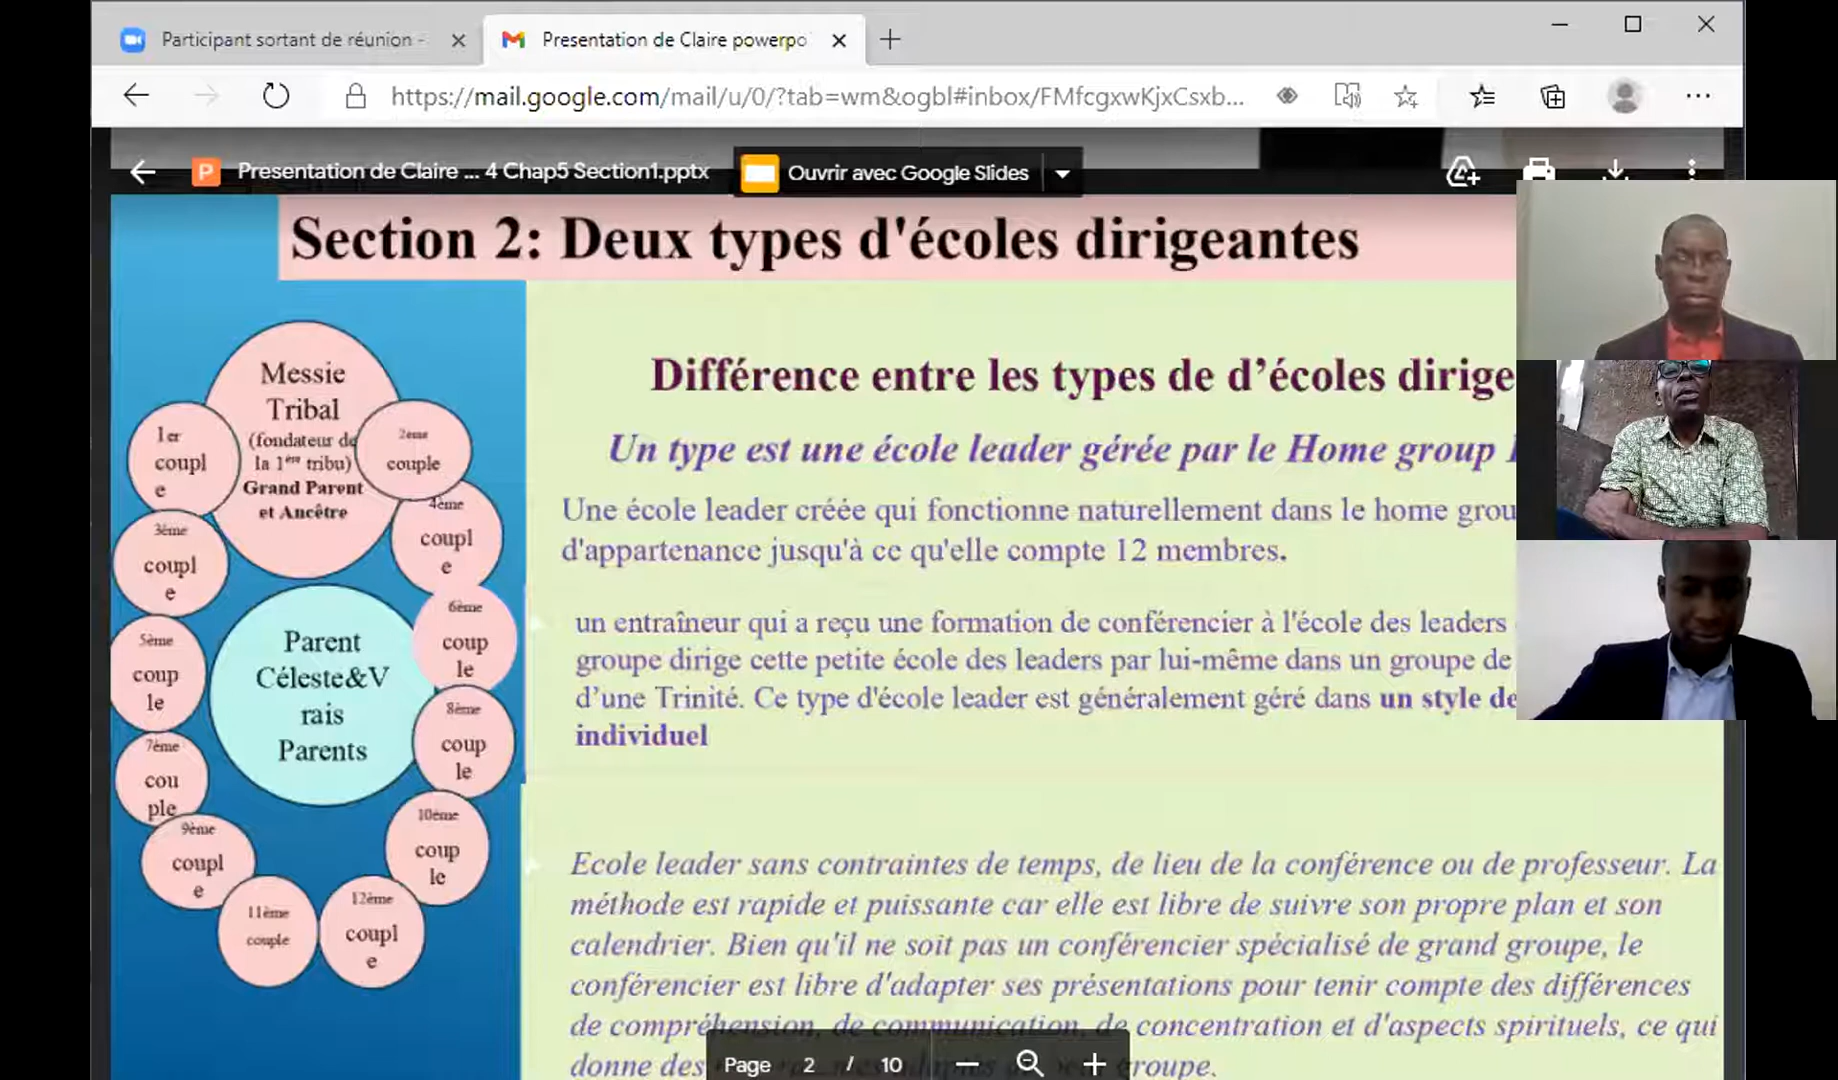 Participant sortant de réunion -
Presentation de Claire powerpo
https://mail.google.com/mail/u/0/?tab=wm&ogbl#inbox/FMfcgxwKjxCsxb...
Presentation de Claire ... 4 Chap5 Section1.pptx
Ouvrir avec Google Slides
Section 2: Deux types d'écoles dirigeantes
Messie
Tribal
(fondateur de
la 1ère tribu)
Grand Parent
et Ancêtre
1er
coupl
e
2eme
couple
3ème
coupl
e
4ème
coupl
e
5ème
coup
le
6ème
coup
le
7ème
cou
ple
8ème
coup
le
9ème
coupl
e
10ème
coup
le
11ème
couple
12ème
coupl
e
Parent
Céleste&V
rais
Parents
Différence entre les types de d’écoles dirige
Un type est une école leader gérée par le Home group
Une école leader créée qui fonctionne naturellement dans le home grou
d'appartenance jusqu'à ce qu'elle compte 12 membres.
un entraîneur qui a reçu une formation de conférencier à l'école des leaders
groupe dirige cette petite école des leaders par lui-même dans un groupe de
d’une Trinité. Ce type d'école leader est généralement géré dans un style de
individuel
Ecole leader sans contraintes de temps, de lieu de la conférence ou de professeur. La
méthode est rapide et puissante car elle est libre de suivre son propre plan et son
calendrier. Bien qu'il ne soit pas un conférencier spécialisé de grand groupe, le
conférencier est libre d'adapter ses présentations pour tenir compte des différences
de compréhension, de communication, de concentration et d'aspects spirituels, ce qui
donne des groupe.
Page 2 / 10